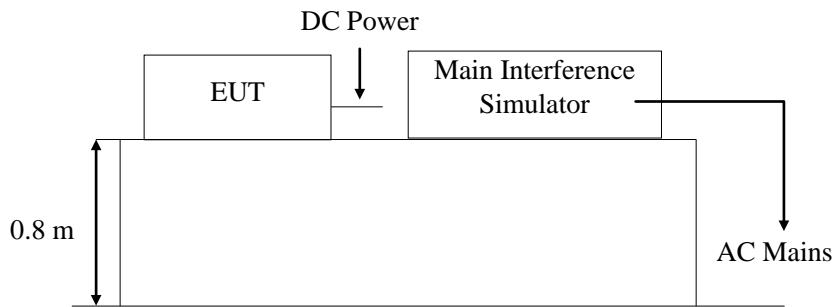 DC Power
EUT
Main Interference
Simulator
0.8 m
AC Mains